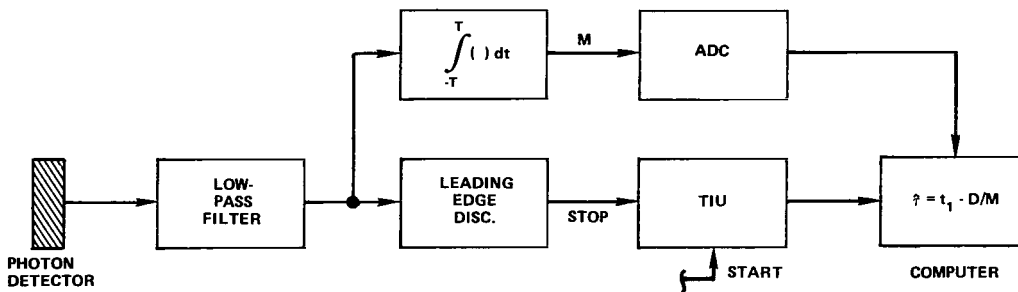 T
∫ ( ) dt
-T
M
ADC
LOW-
PASS
FILTER
LEADING
EDGE
DISC.
STOP
TIU
τ̂ = t₁ - D/M
PHOTON
DETECTOR
START
COMPUTER